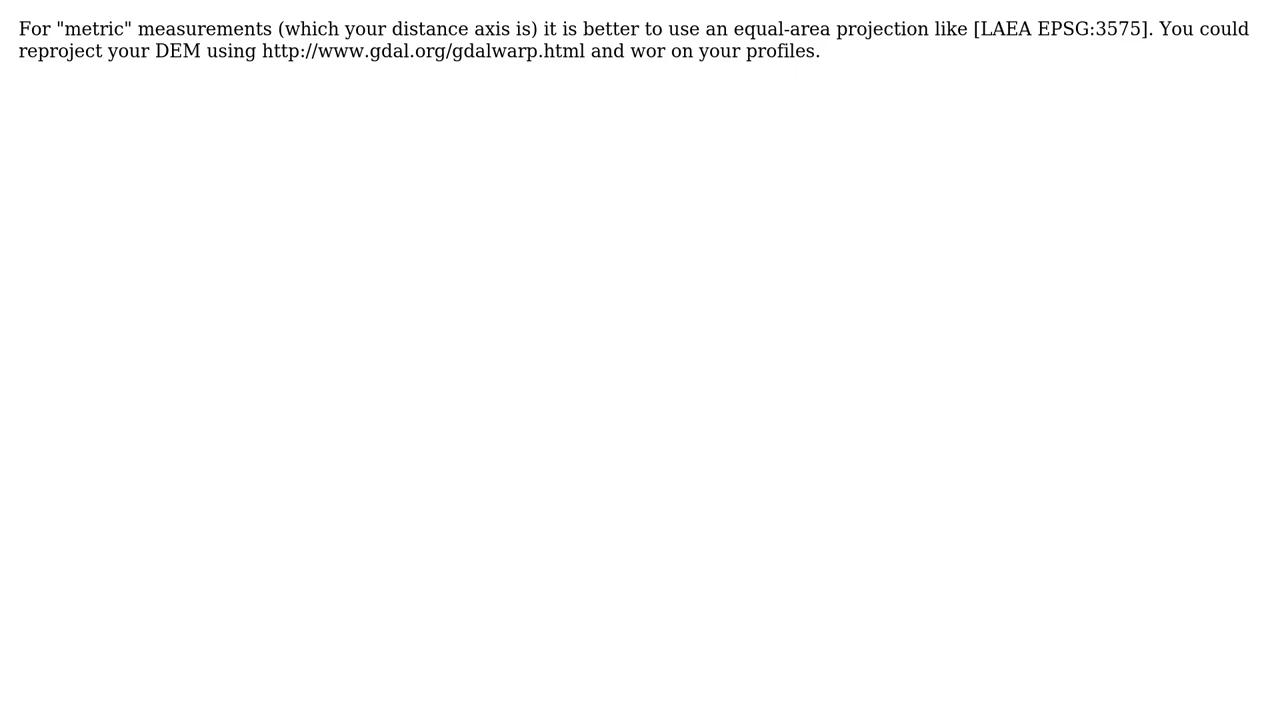 For "metric" measurements (which your distance axis is) it is better to use an equal-area projection like [LAEA EPSG:3575]. You could
reproject your DEM using http://www.gdal.org/gdalwarp.html and wor on your profiles.